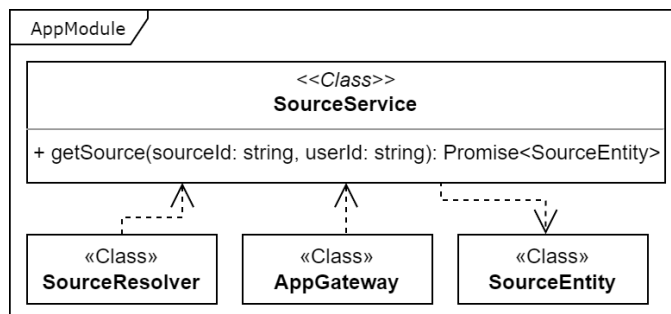 AppModule
<<Class>>
SourceService
+ getSource(sourceId: string, userId: string): Promise<SourceEntity>
«Class»
SourceResolver
«Class»
AppGateway
«Class»
SourceEntity